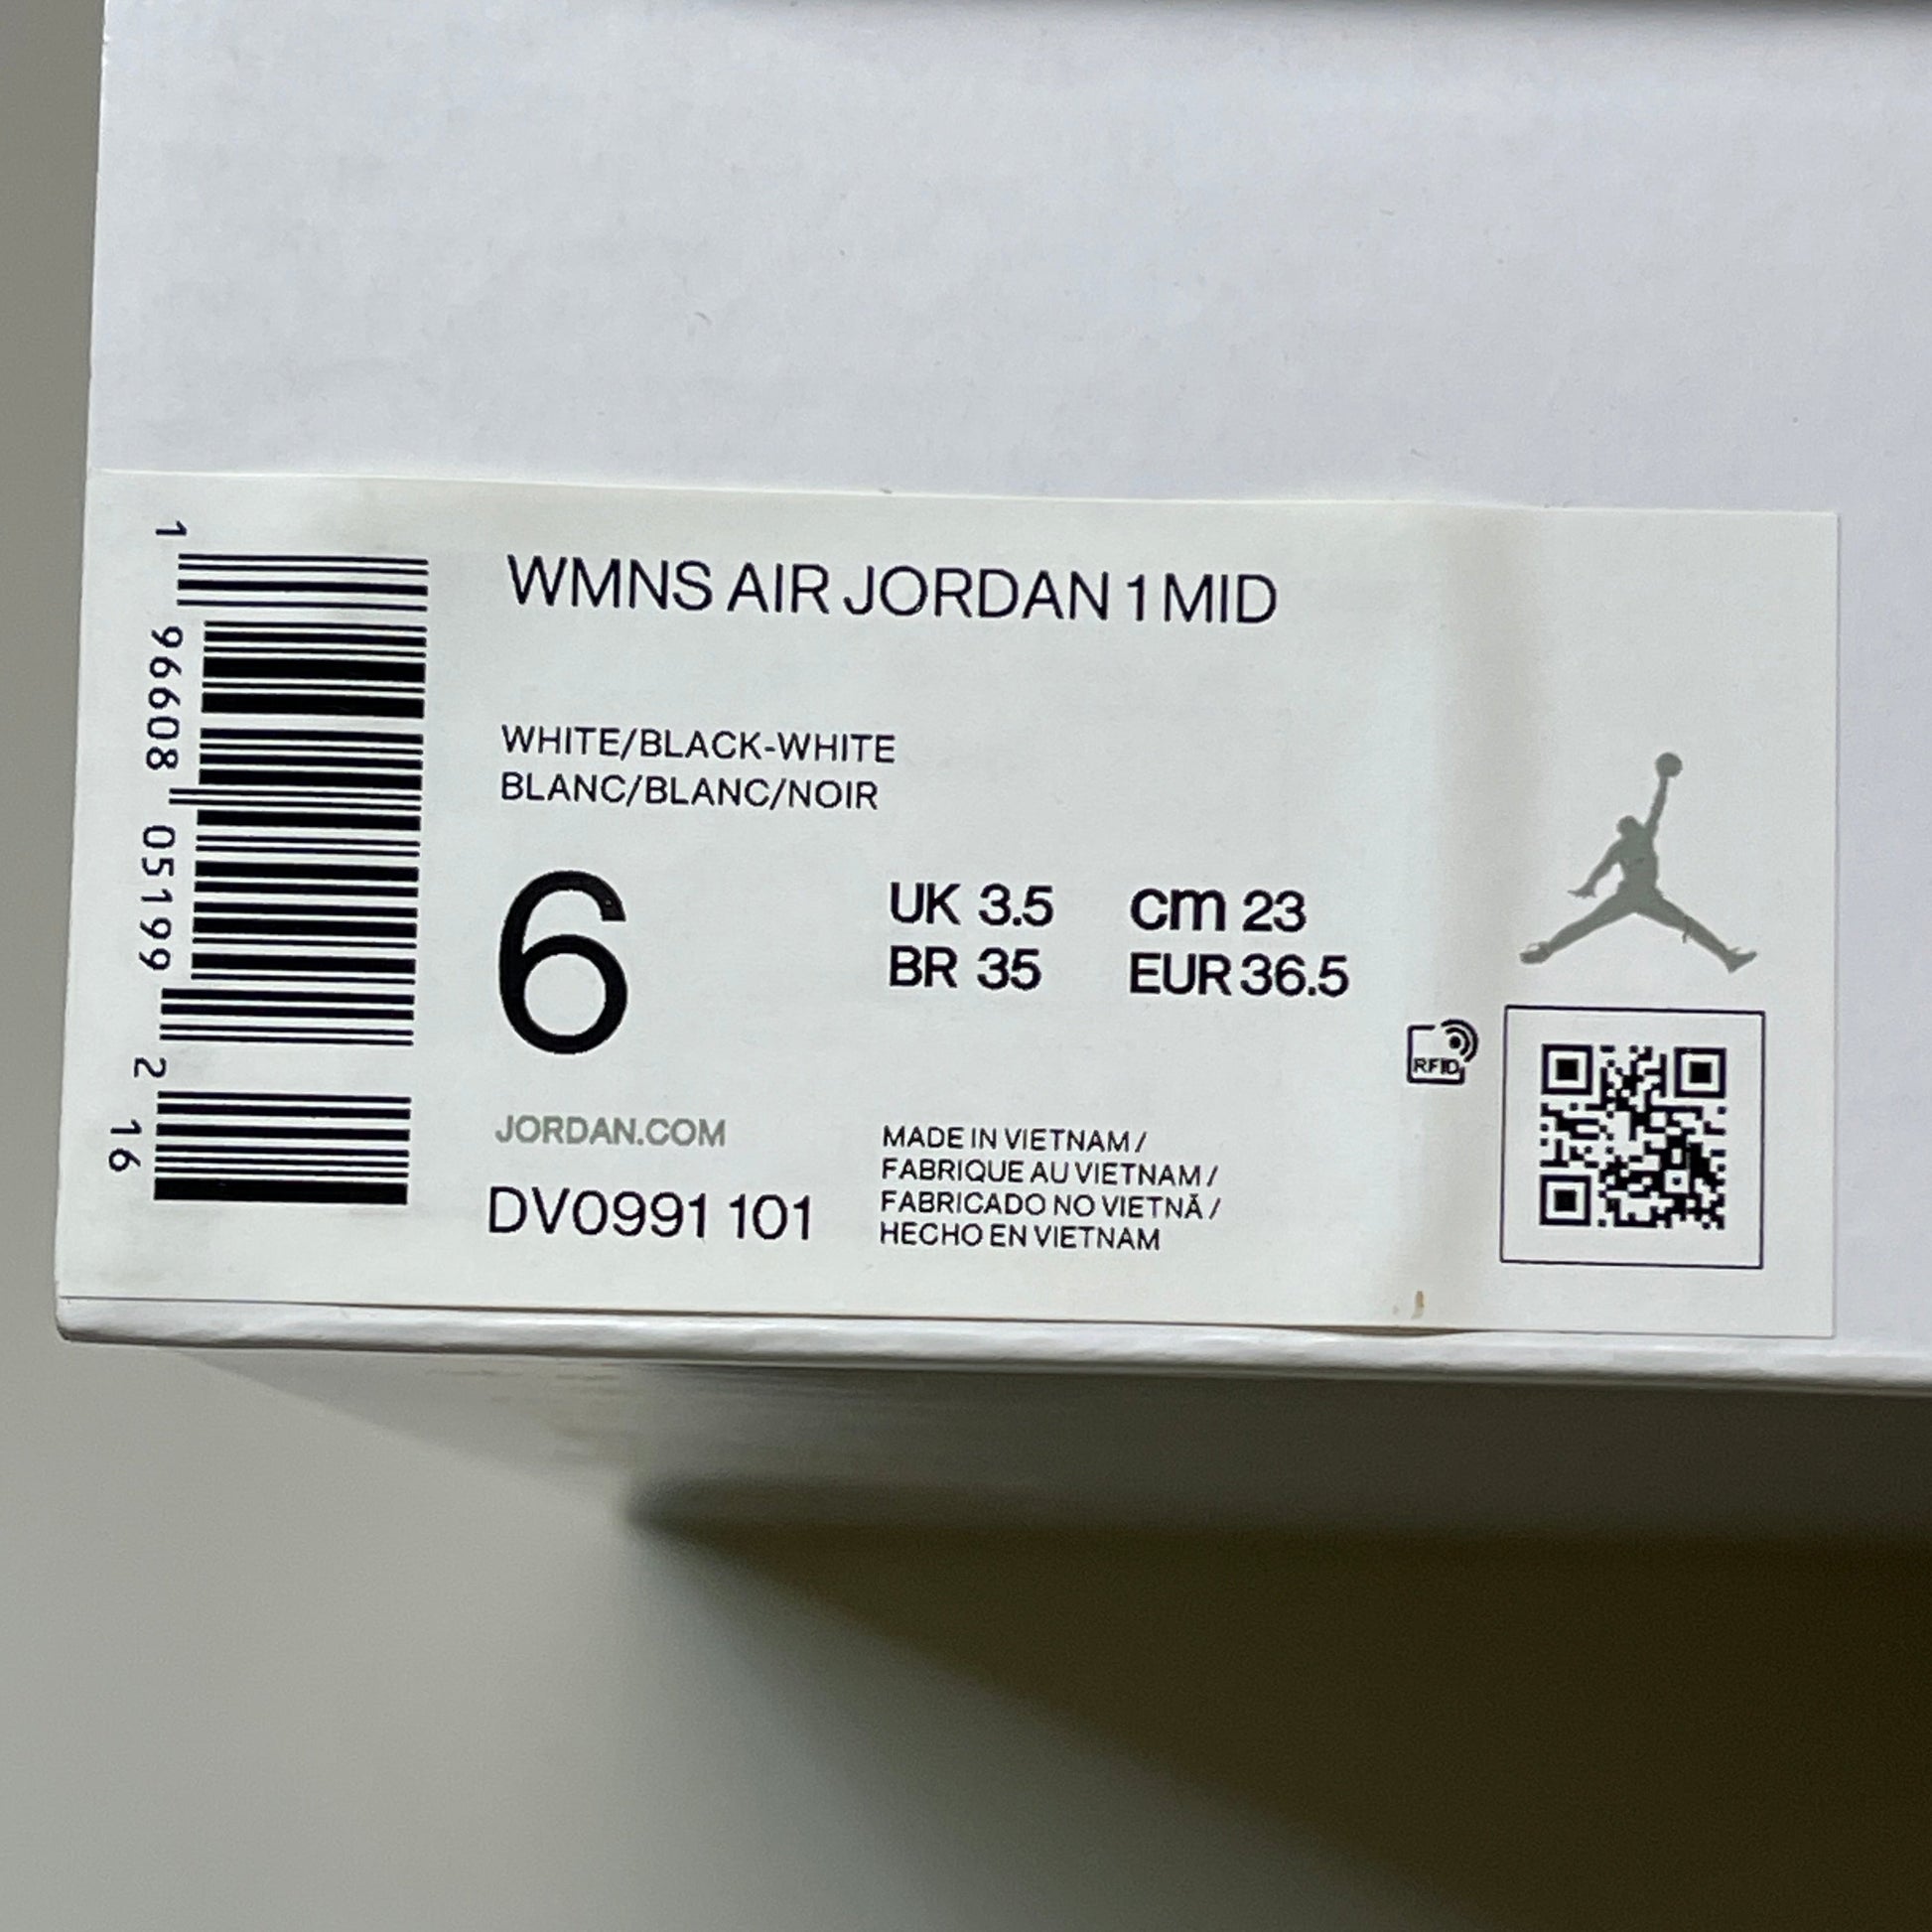 WMNS AIR JORDAN 1 MID
WHITE/BLACK-WHITE
BLANC/BLANC/NOIR
6
UK 3.5
cm 23
BR 35
EUR 36.5
RFID
JORDAN.COM
DV0991 101
MADE IN VIETNAM /
FABRIQUE AU VIETNAM /
FABRICADO NO VIETNÃ /
HECHO EN VIETNAM
1 96608 05199 2 16